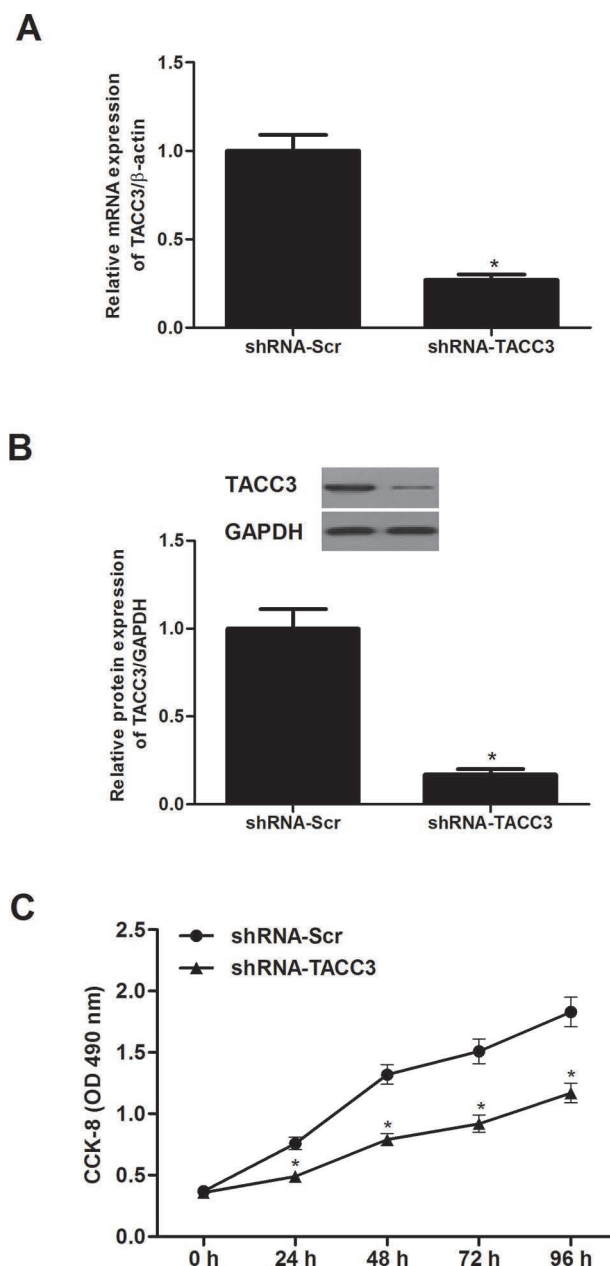 A
Relative mRNA expression
of TACC3/β-actin
1.5
1.0
0.5
0.0
*
shRNA-Scr
shRNA-TACC3
B
TACC3
GAPDH
Relative protein expression
of TACC3/GAPDH
1.5
1.0
0.5
0.0
*
shRNA-Scr
shRNA-TACC3
C
CCK-8 (OD 490 nm)
2.5
2.0
1.5
1.0
0.5
0.0
shRNA-Scr
shRNA-TACC3
*
*
*
*
0 h
24 h
48 h
72 h
96 h